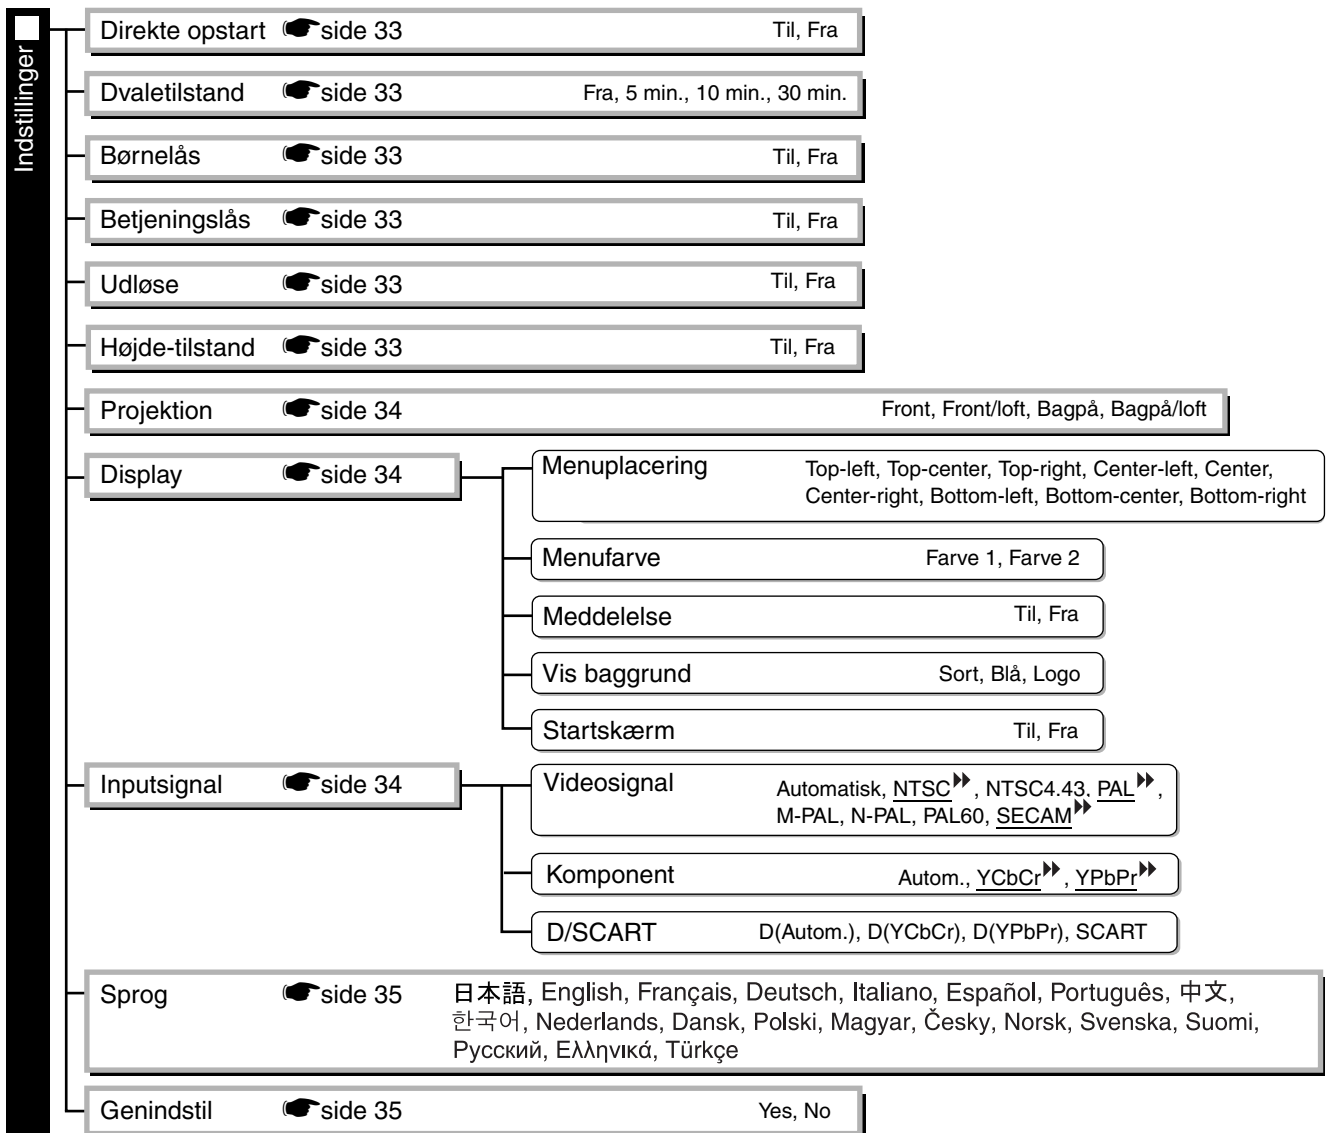 Indstillinger
Direkte opstart side 33 Til, Fra
Dvaletilstand side 33 Fra, 5 min., 10 min., 30 min.
Børnelås side 33 Til, Fra
Betjeningslås side 33 Til, Fra
Udløse side 33 Til, Fra
Højde-tilstand side 33 Til, Fra
Projektion side 34 Front, Front/loft, Bagpå, Bagpå/loft
Display side 34
Menuplacering Top-left, Top-center, Top-right, Center-left, Center,
Center-right, Bottom-left, Bottom-center, Bottom-right
Menufarve Farve 1, Farve 2
Meddelelse Til, Fra
Vis baggrund Sort, Blå, Logo
Startskærm Til, Fra
Inputsignal side 34
Videosignal Automatisk, NTSC, NTSC4.43, PAL,
M-PAL, N-PAL, PAL60, SECAM
Komponent Autom., YCbCr, YPbPr
D/SCART D(Autom.), D(YCbCr), D(YPbPr), SCART
Sprog side 35 日本語, English, Français, Deutsch, Italiano, Español, Português, 中文,
한국어, Nederlands, Dansk, Polski, Magyar, Česky, Norsk, Svenska, Suomi,
Русский, Ελληνικά, Türkçe
Genindstil side 35 Yes, No